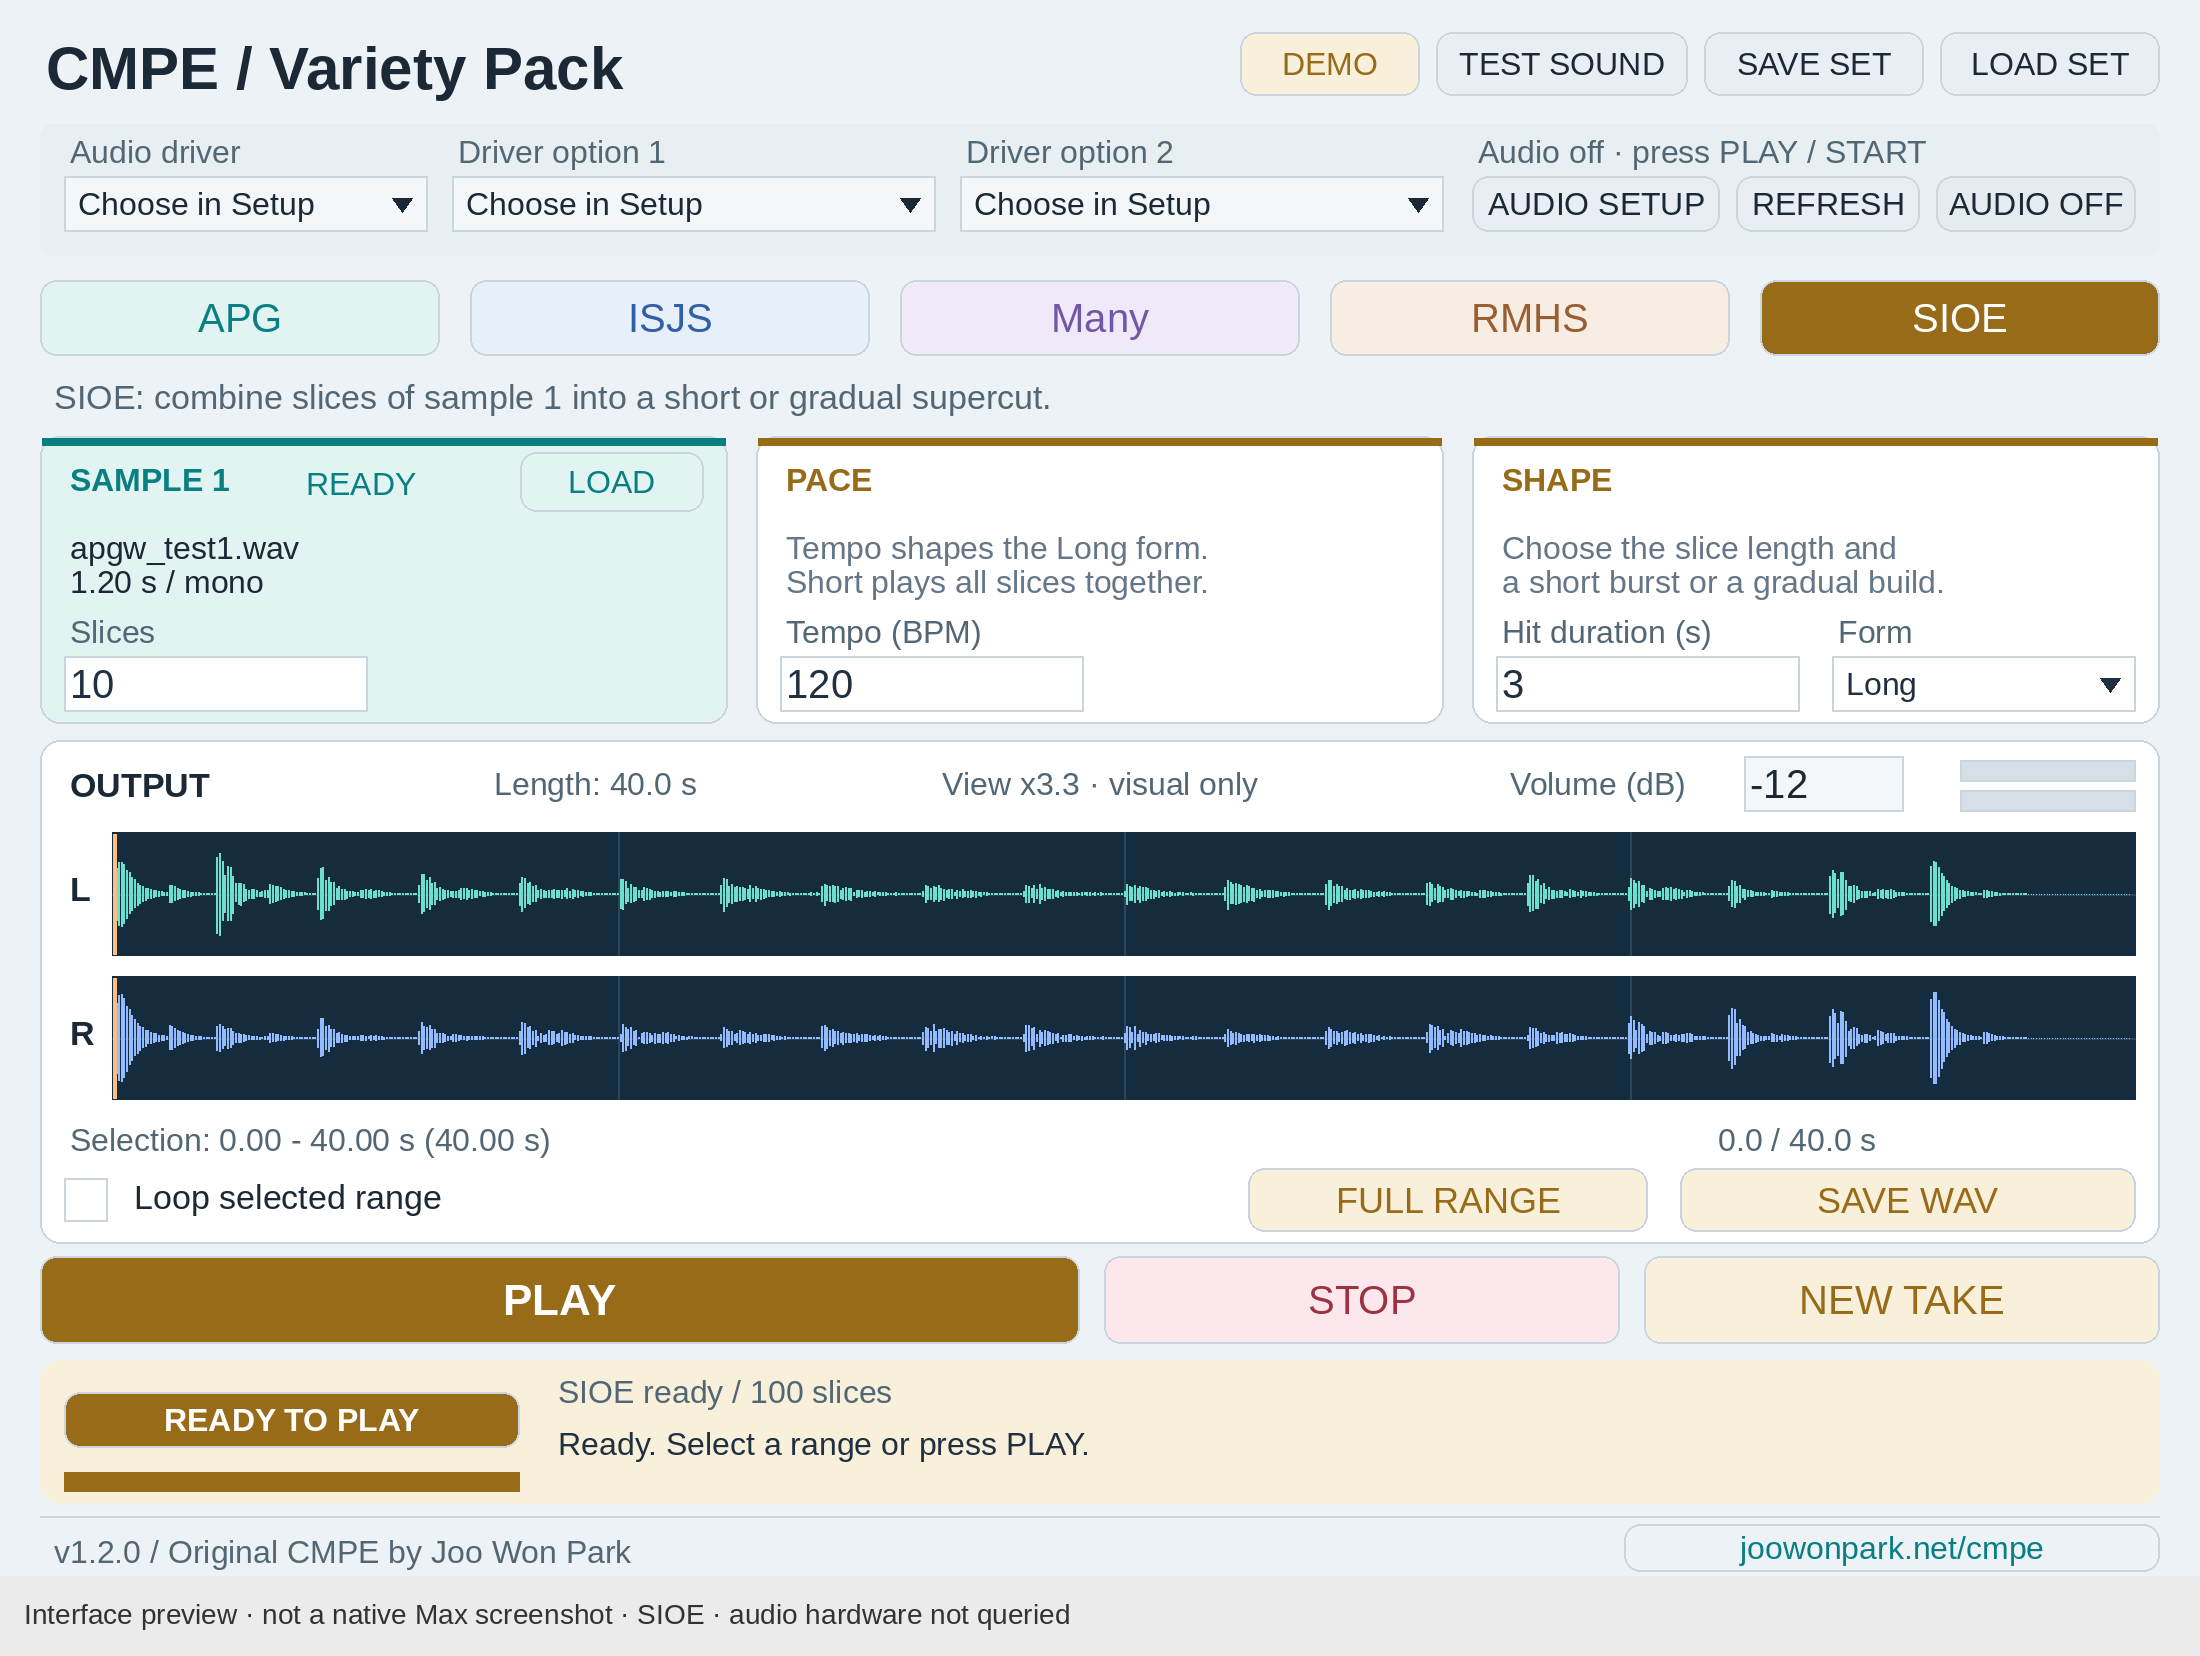 CMPE / Variety Pack
DEMO
TEST SOUND
SAVE SET
LOAD SET
Audio driver
Driver option 1
Driver option 2
Audio off · press PLAY / START
Choose in Setup
Choose in Setup
Choose in Setup
AUDIO SETUP
REFRESH
AUDIO OFF
APG
ISJS
Many
RMHS
SIOE
SIOE: combine slices of sample 1 into a short or gradual supercut.
SAMPLE 1
READY
LOAD
apgw_test1.wav
1.20 s / mono
Slices
10
PACE
Tempo shapes the Long form.
Short plays all slices together.
Tempo (BPM)
120
SHAPE
Choose the slice length and
a short burst or a gradual build.
Hit duration (s)
Form
3
Long
OUTPUT
Length: 40.0 s
View x3.3 · visual only
Volume (dB)
-12
L
R
Selection: 0.00 - 40.00 s (40.00 s)
0.0 / 40.0 s
Loop selected range
FULL RANGE
SAVE WAV
PLAY
STOP
NEW TAKE
READY TO PLAY
SIOE ready / 100 slices
Ready. Select a range or press PLAY.
v1.2.0 / Original CMPE by Joo Won Park
joowonpark.net/cmpe
Interface preview · not a native Max screenshot · SIOE · audio hardware not queried